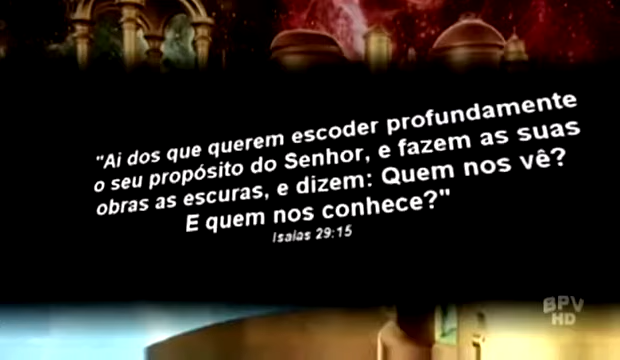 "Ai dos que querem escoder profundamente
o seu propósito do Senhor, e fazem as suas
obras as escuras, e dizem: Quem nos vê?
E quem nos conhece?"
Isaias 29:15
BPV
HD